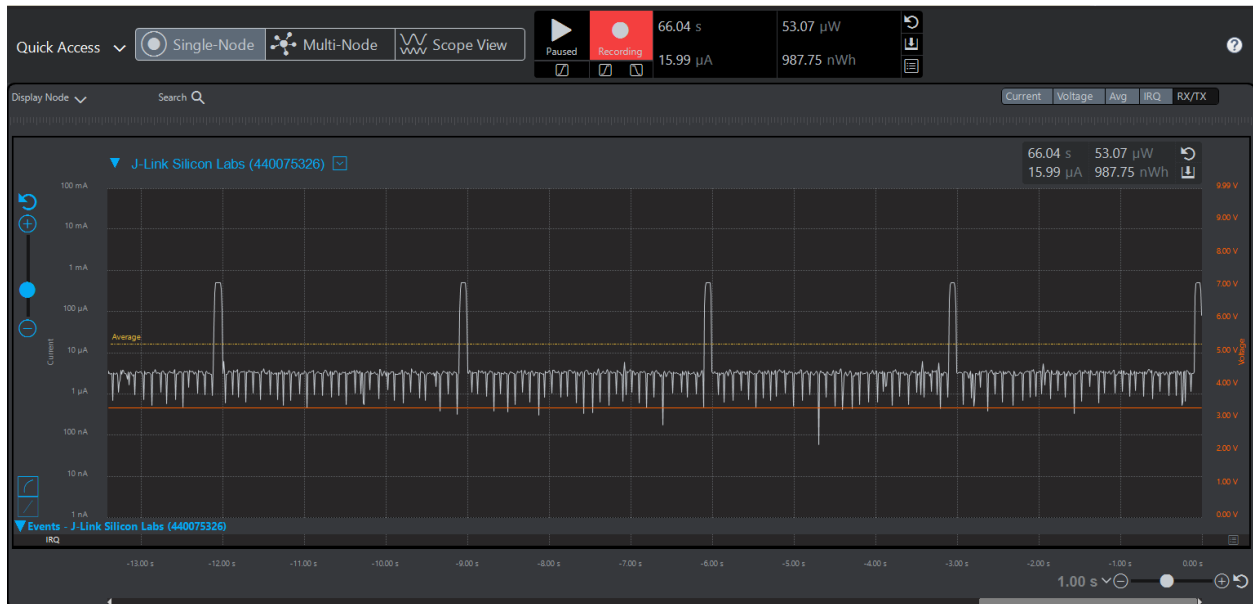 Quick Access
Single-Node
Multi-Node
Scope View
Paused
Recording
66.04 s
53.07 µW
15.99 µA
987.75 nWh
Display Node
Search
Current
Voltage
Avg
IRQ
RX/TX
J-Link Silicon Labs (440075326)
66.04 s 53.07 µW
15.99 µA 987.75 nWh
100 mA
10 mA
1 mA
100 µA
10 µA
1 µA
100 nA
10 nA
1 nA
Current
Average
9.99 V
9.00 V
8.00 V
7.00 V
6.00 V
5.00 V
4.00 V
3.00 V
2.00 V
1.00 V
0.00 V
Voltage
Events - J-Link Silicon Labs (440075326)
IRQ
-13.00 s
-12.00 s
-11.00 s
-10.00 s
-9.00 s
-8.00 s
-7.00 s
-6.00 s
-5.00 s
-4.00 s
-3.00 s
-2.00 s
-1.00 s
0.00 s
1.00 s